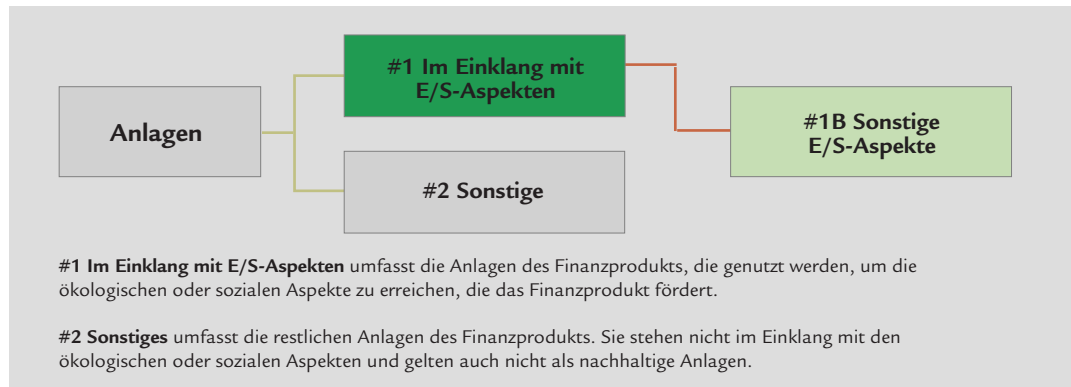 Anlagen
#1 Im Einklang mit
E/S-Aspekten
#2 Sonstige
#1B Sonstige
E/S-Aspekte
#1 Im Einklang mit E/S-Aspekten umfasst die Anlagen des Finanzprodukts, die genutzt werden, um die
ökologischen oder sozialen Aspekte zu erreichen, die das Finanzprodukt fördert.
#2 Sonstiges umfasst die restlichen Anlagen des Finanzprodukts. Sie stehen nicht im Einklang mit den
ökologischen oder sozialen Aspekten und gelten auch nicht als nachhaltige Anlagen.